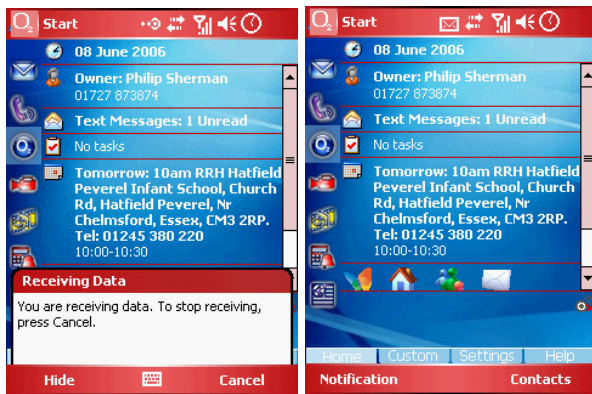 O2 Start
08 June 2006
Owner: Philip Sherman
01727 873874
Text Messages: 1 Unread
No tasks
Tomorrow: 10am RRH Hatfield
Peverel Infant School, Church
Rd, Hatfield Peverel, Nr
Chelmsford, Essex, CM3 2RP.
Tel: 01245 380 220
10:00-10:30
Receiving Data
You are receiving data. To stop receiving,
press Cancel.
Hide Cancel
O2 Start
08 June 2006
Owner: Philip Sherman
01727 873874
Text Messages: 1 Unread
No tasks
Tomorrow: 10am RRH Hatfield
Peverel Infant School, Church
Rd, Hatfield Peverel, Nr
Chelmsford, Essex, CM3 2RP.
Tel: 01245 380 220
10:00-10:30
Home Custom Settings Help
Notification Contacts